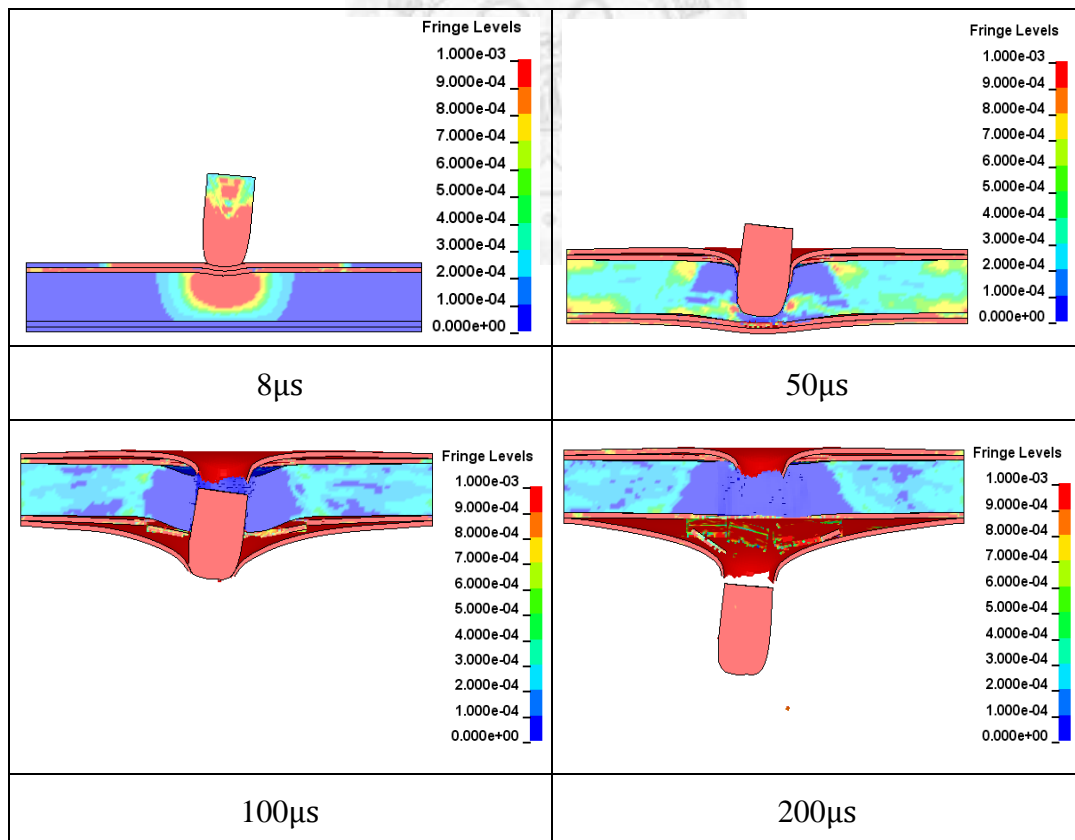 Fringe Levels
1.000e-03
9.000e-04
8.000e-04
7.000e-04
6.000e-04
5.000e-04
4.000e-04
3.000e-04
2.000e-04
1.000e-04
0.000e+00
8μs
Fringe Levels
1.000e-03
9.000e-04
8.000e-04
7.000e-04
6.000e-04
5.000e-04
4.000e-04
3.000e-04
2.000e-04
1.000e-04
0.000e+00
50μs
Fringe Levels
1.000e-03
9.000e-04
8.000e-04
7.000e-04
6.000e-04
5.000e-04
4.000e-04
3.000e-04
2.000e-04
1.000e-04
0.000e+00
100μs
Fringe Levels
1.000e-03
9.000e-04
8.000e-04
7.000e-04
6.000e-04
5.000e-04
4.000e-04
3.000e-04
2.000e-04
1.000e-04
0.000e+00
200μs